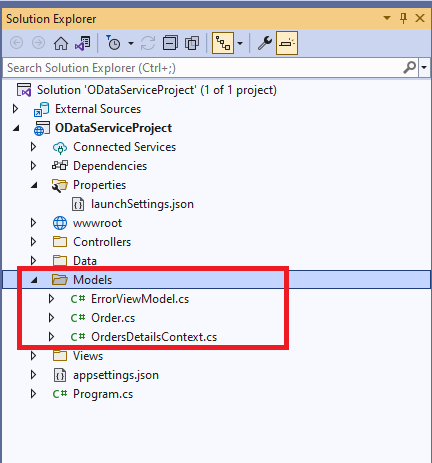 Solution Explorer
Search Solution Explorer (Ctrl+;)
Solution 'ODataServiceProject' (1 of 1 project)
External Sources
ODataServiceProject
Connected Services
Dependencies
Properties
launchSettings.json
wwwroot
Controllers
Data
Models
C# ErrorViewModel.cs
C# Order.cs
C# OrdersDetailsContext.cs
Views
appsettings.json
C# Program.cs